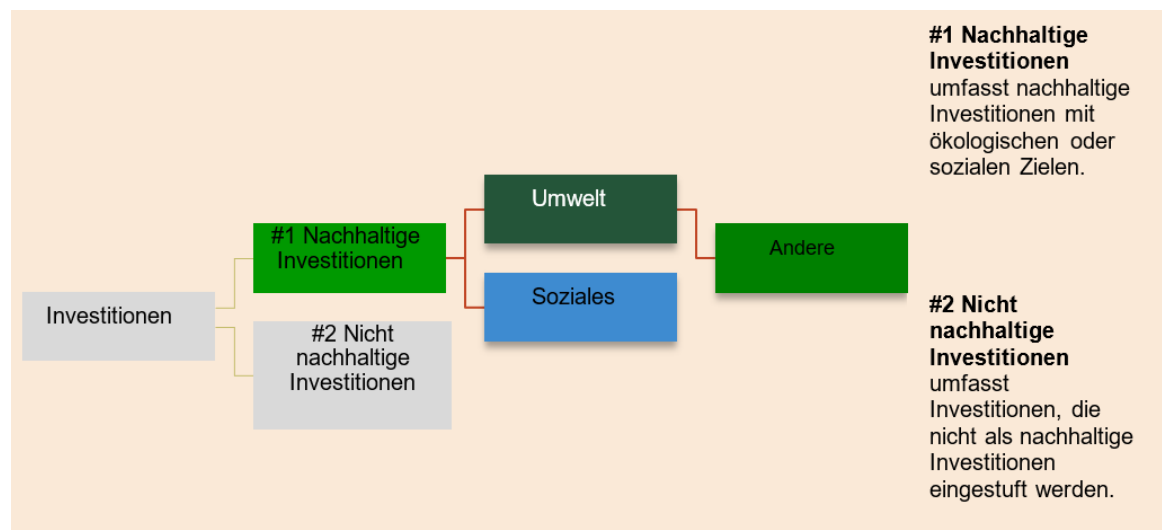 Investitionen
#1 Nachhaltige
Investitionen
#2 Nicht
nachhaltige
Investitionen
Umwelt
Soziales
Andere
#1 Nachhaltige
Investitionen
umfasst nachhaltige
Investitionen mit
ökologischen oder
sozialen Zielen.
#2 Nicht
nachhaltige
Investitionen
umfasst
Investitionen, die
nicht als nachhaltige
Investitionen
eingestuft werden.